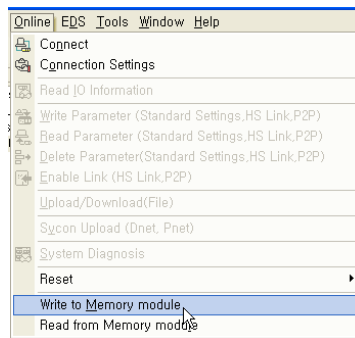 Online EDS Tools Window Help
Connect
Connection Settings
Read IO Information
Write Parameter (Standard Settings,HS Link,P2P)
Read Parameter (Standard Settings,HS Link,P2P)
Delete Parameter(Standard Settings,HS Link,P2P)
Enable Link (HS Link,P2P)
Upload/Download(File)
Sycon Upload (Dnet, Pnet)
System Diagnosis
Reset
Write to Memory module
Read from Memory module